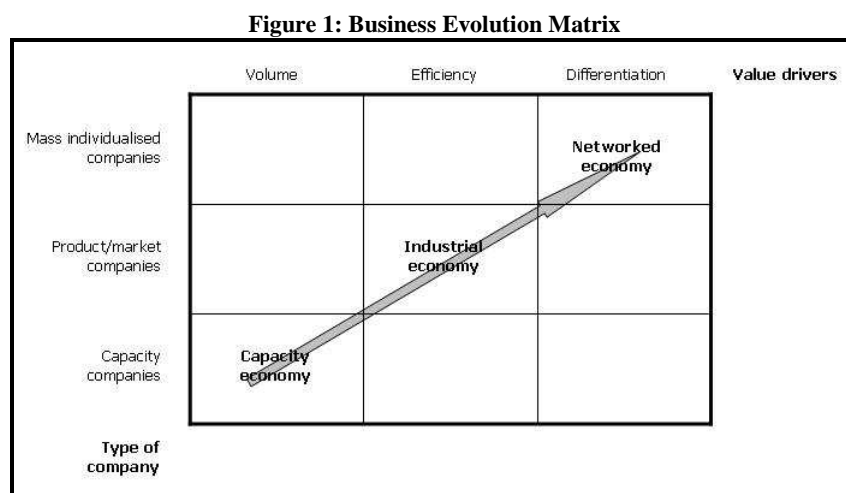 Figure 1: Business Evolution Matrix
Volume Efficiency Differentiation Value drivers
Mass individualised
companies
Networked
economy
Product/market
companies
Industrial
economy
Capacity
companies
Capacity
economy
Type of
company